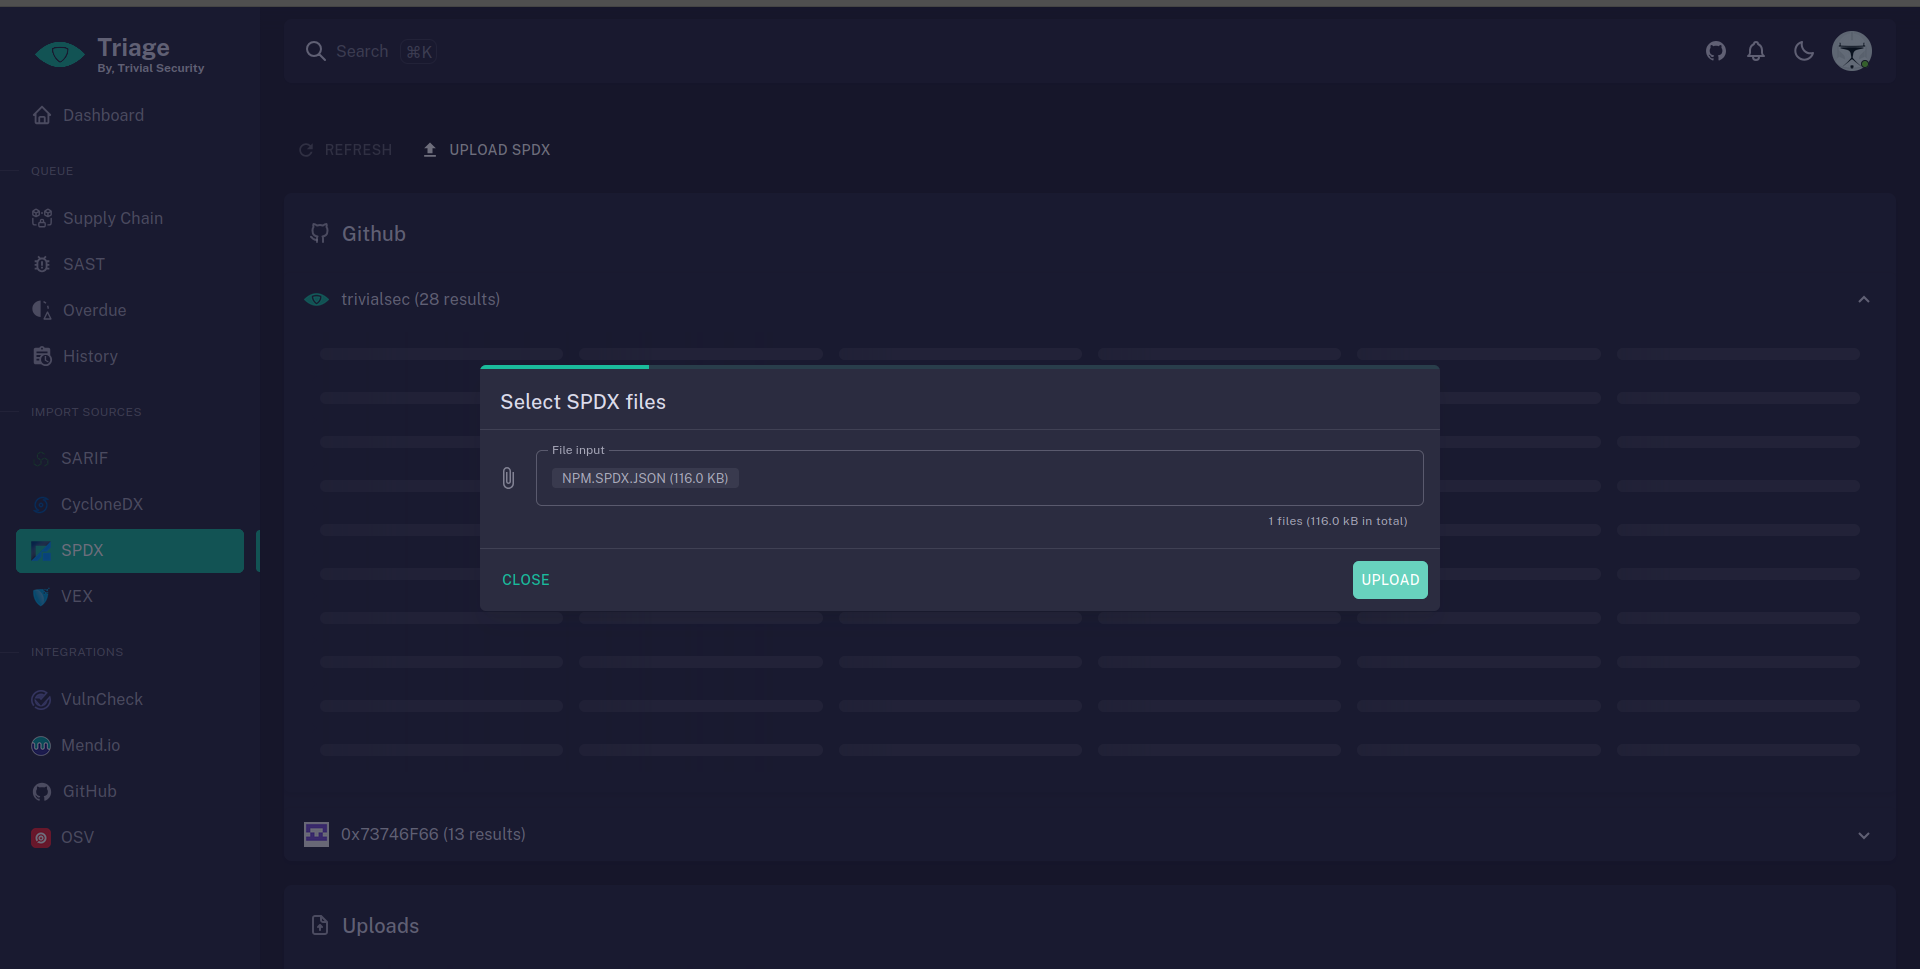 Triage
By, Trivial Security
Dashboard
QUEUE
Supply Chain
SAST
Overdue
History
IMPORT SOURCES
SARIF
CycloneDX
SPDX
VEX
INTEGRATIONS
VulnCheck
Mend.io
GitHub
OSV
Search ⌘K
REFRESH UPLOAD SPDX
Github
trivialsec (28 results)
Select SPDX files
File input
NPM.SPDX.JSON (116.0 KB)
1 files (116.0 kB in total)
CLOSE UPLOAD
0x73746F66 (13 results)
Uploads